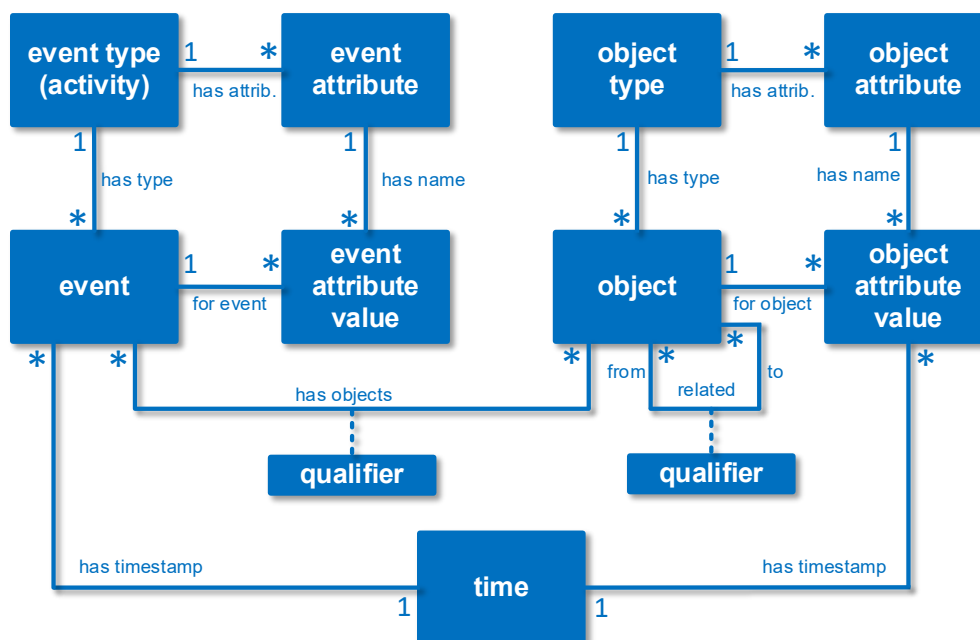 event type
(activity)
1
*
has attrib.
event
attribute
object
type
1
*
has attrib.
object
attribute
1
has type
*
1
has name
*
1
has type
*
1
has name
*
event
1
*
for event
event
attribute
value
object
1
*
for object
object
attribute
value
*
*
has objects
*
from
*
related
*
to
*
qualifier
qualifier
has timestamp
1
time
1
has timestamp